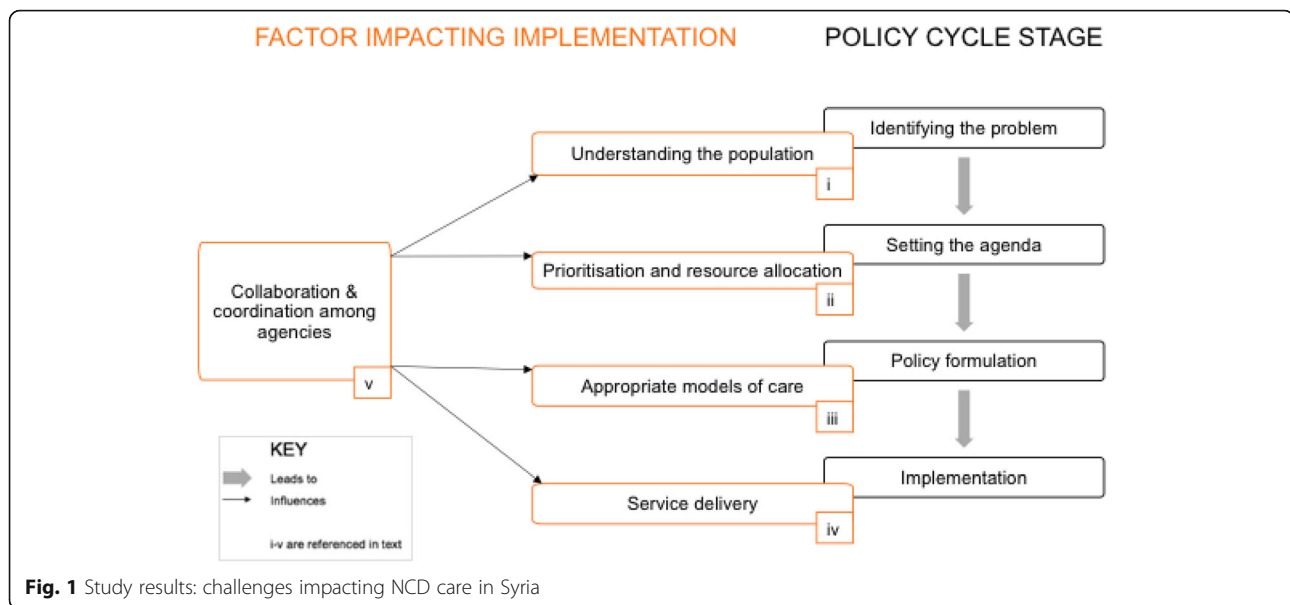 FACTOR IMPACTING IMPLEMENTATION
POLICY CYCLE STAGE
Identifying the problem
Understanding the population
i
Setting the agenda
Prioritisation and resource allocation
ii
Collaboration &
coordination among
agencies
v
Policy formulation
Appropriate models of care
iii
Implementation
Service delivery
iv
KEY
Leads to
Influences
i-v are referenced in text
Fig. 1 Study results: challenges impacting NCD care in Syria